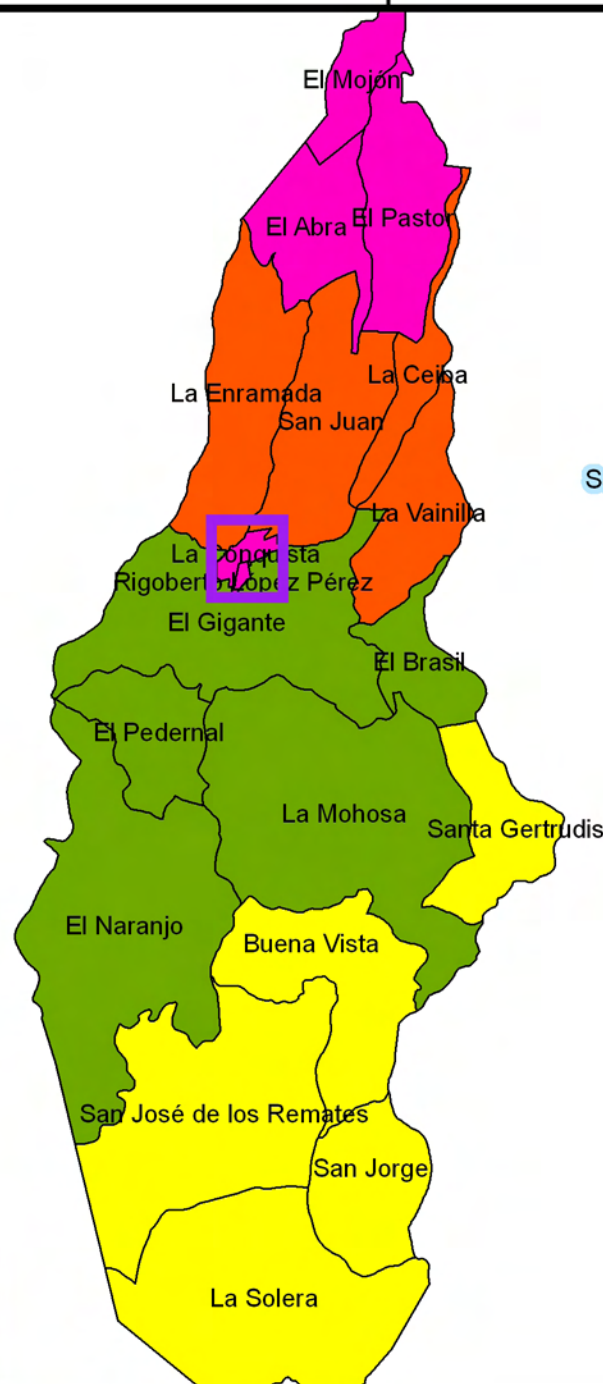 El Mojón
El Abra
El Pastor
La Ceiba
La Enramada
San Juan
S
La Vainilla
La Conquista
Rigoberto López Pérez
El Gigante
El Brasil
El Pedernal
La Mohosa
Santa Gertrudis
El Naranjo
Buena Vista
San José de los Remates
San Jorge
La Solera